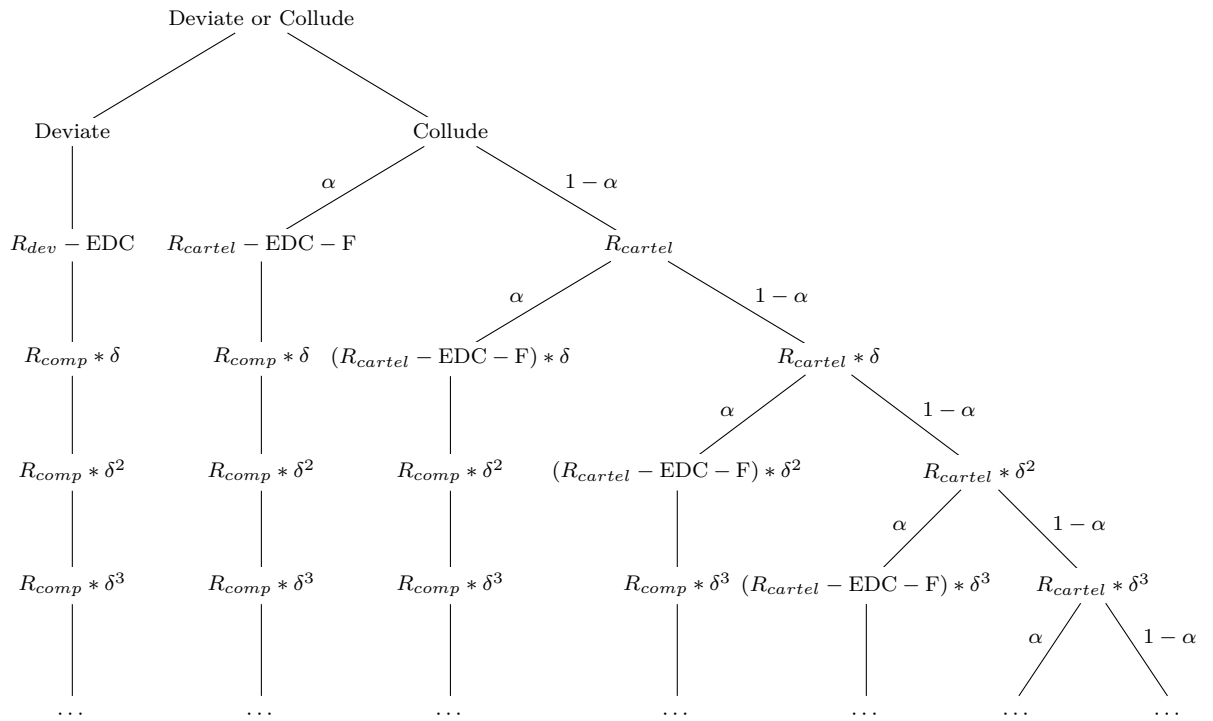 Deviate or Collude
Deviate Collude
α 1 − α
R_dev − EDC R_cartel − EDC − F R_cartel
α 1 − α
R_comp ∗ δ R_comp ∗ δ (R_cartel − EDC − F) ∗ δ R_cartel ∗ δ
α 1 − α
R_comp ∗ δ² R_comp ∗ δ² R_comp ∗ δ² (R_cartel − EDC − F) ∗ δ² R_cartel ∗ δ²
α 1 − α
R_comp ∗ δ³ R_comp ∗ δ³ R_comp ∗ δ³ R_comp ∗ δ³ (R_cartel − EDC − F) ∗ δ³ R_cartel ∗ δ³
α 1 − α
... ... ... ... ... ... ...